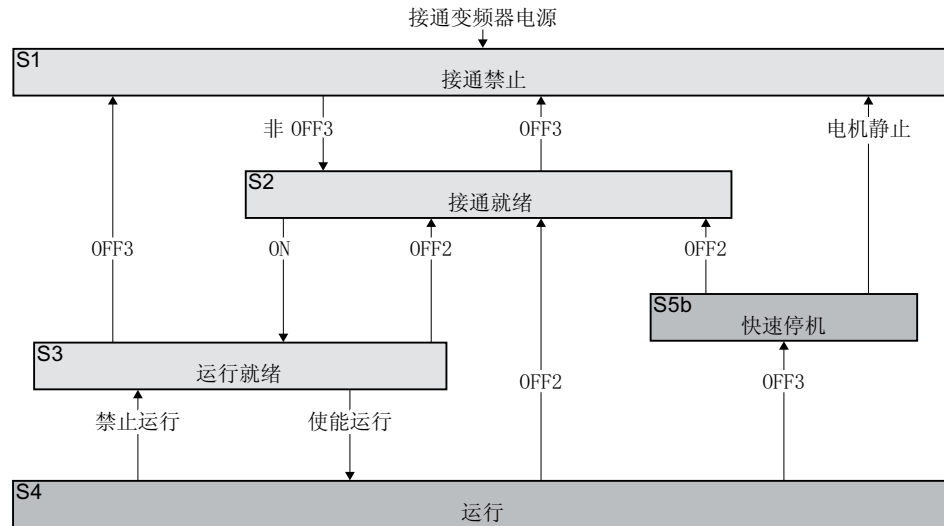 接通变频器电源
S1
接通禁止
非 OFF3
OFF3
电机静止
S2
接通就绪
OFF3
ON
OFF2
OFF2
S5b
快速停机
S3
运行就绪
OFF2
OFF3
禁止运行
使能运行
S4
运行